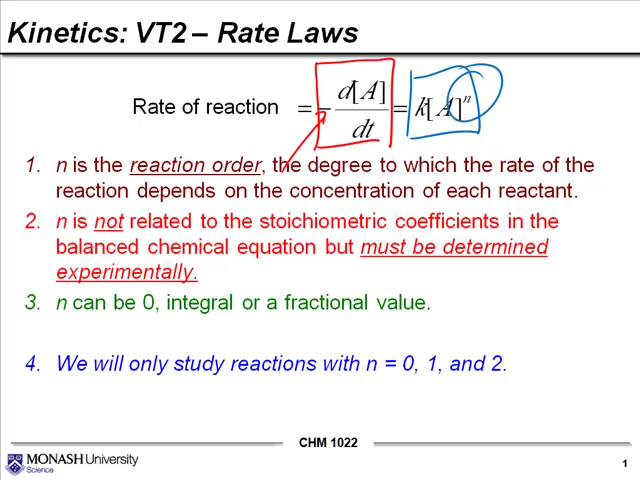 Kinetics: VT2 – Rate Laws
Rate of reaction = − d[A]/dt = k[A]^n
1. n is the reaction order, the degree to which the rate of the
reaction depends on the concentration of each reactant.
2. n is not related to the stoichiometric coefficients in the
balanced chemical equation but must be determined
experimentally.
3. n can be 0, integral or a fractional value.
4. We will only study reactions with n = 0, 1, and 2.
CHM 1022
MONASH University
Science
1